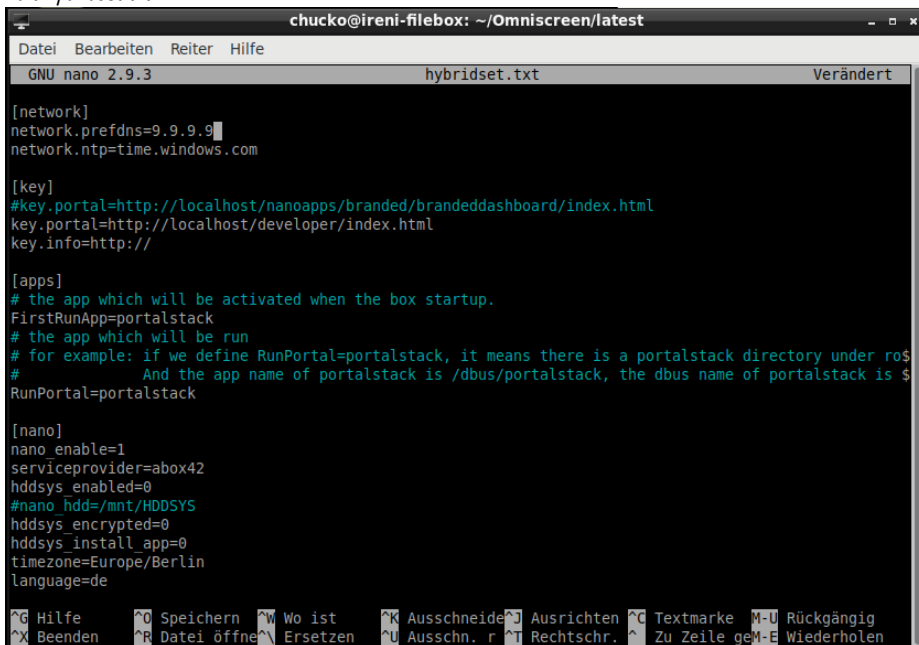 chucko@ireni-filebox: ~/Omniscreen/latest
Datei Bearbeiten Reiter Hilfe
GNU nano 2.9.3 hybridset.txt Verändert
[network]
network.prefdns=9.9.9.9
network.ntp=time.windows.com
[key]
#key.portal=http://localhost/nanoapps/branded/brandeddashboard/index.html
key.portal=http://localhost/developer/index.html
key.info=http://
[apps]
# the app which will be activated when the box startup.
FirstRunApp=portalstack
# the app which will be run
# for example: if we define RunPortal=portalstack, it means there is a portalstack directory under ro$
# And the app name of portalstack is /dbus/portalstack, the dbus name of portalstack is $
RunPortal=portalstack
[nano]
nano_enable=1
serviceprovider=abox42
hddsys_enabled=0
#nano_hdd=/mnt/HDDSYS
hddsys_encrypted=0
hddsys_install_app=0
timezone=Europe/Berlin
language=de
^G Hilfe ^O Speichern ^W Wo ist ^K Ausschneide^J Ausrichten ^C Textmarke M-U Rückgängig
^X Beenden ^R Datei öffne^\ Ersetzen ^U Ausschn. r ^T Rechtschr. ^_ Zu Zeile geM-E Wiederholen